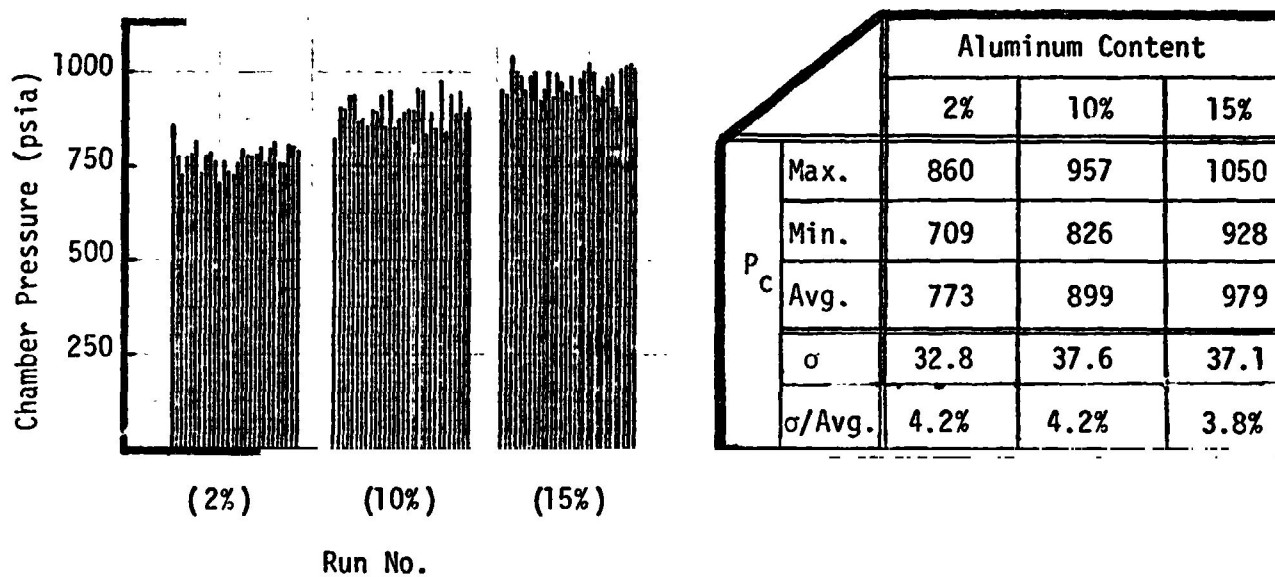 Chamber Pressure (psia)
1000
750
500
250
(2%) (10%) (15%)
Run No.
Aluminum Content
2% 10% 15%
P_c
Max. 860 957 1050
Min. 709 826 928
Avg. 773 899 979
σ 32.8 37.6 37.1
σ/Avg. 4.2% 4.2% 3.8%